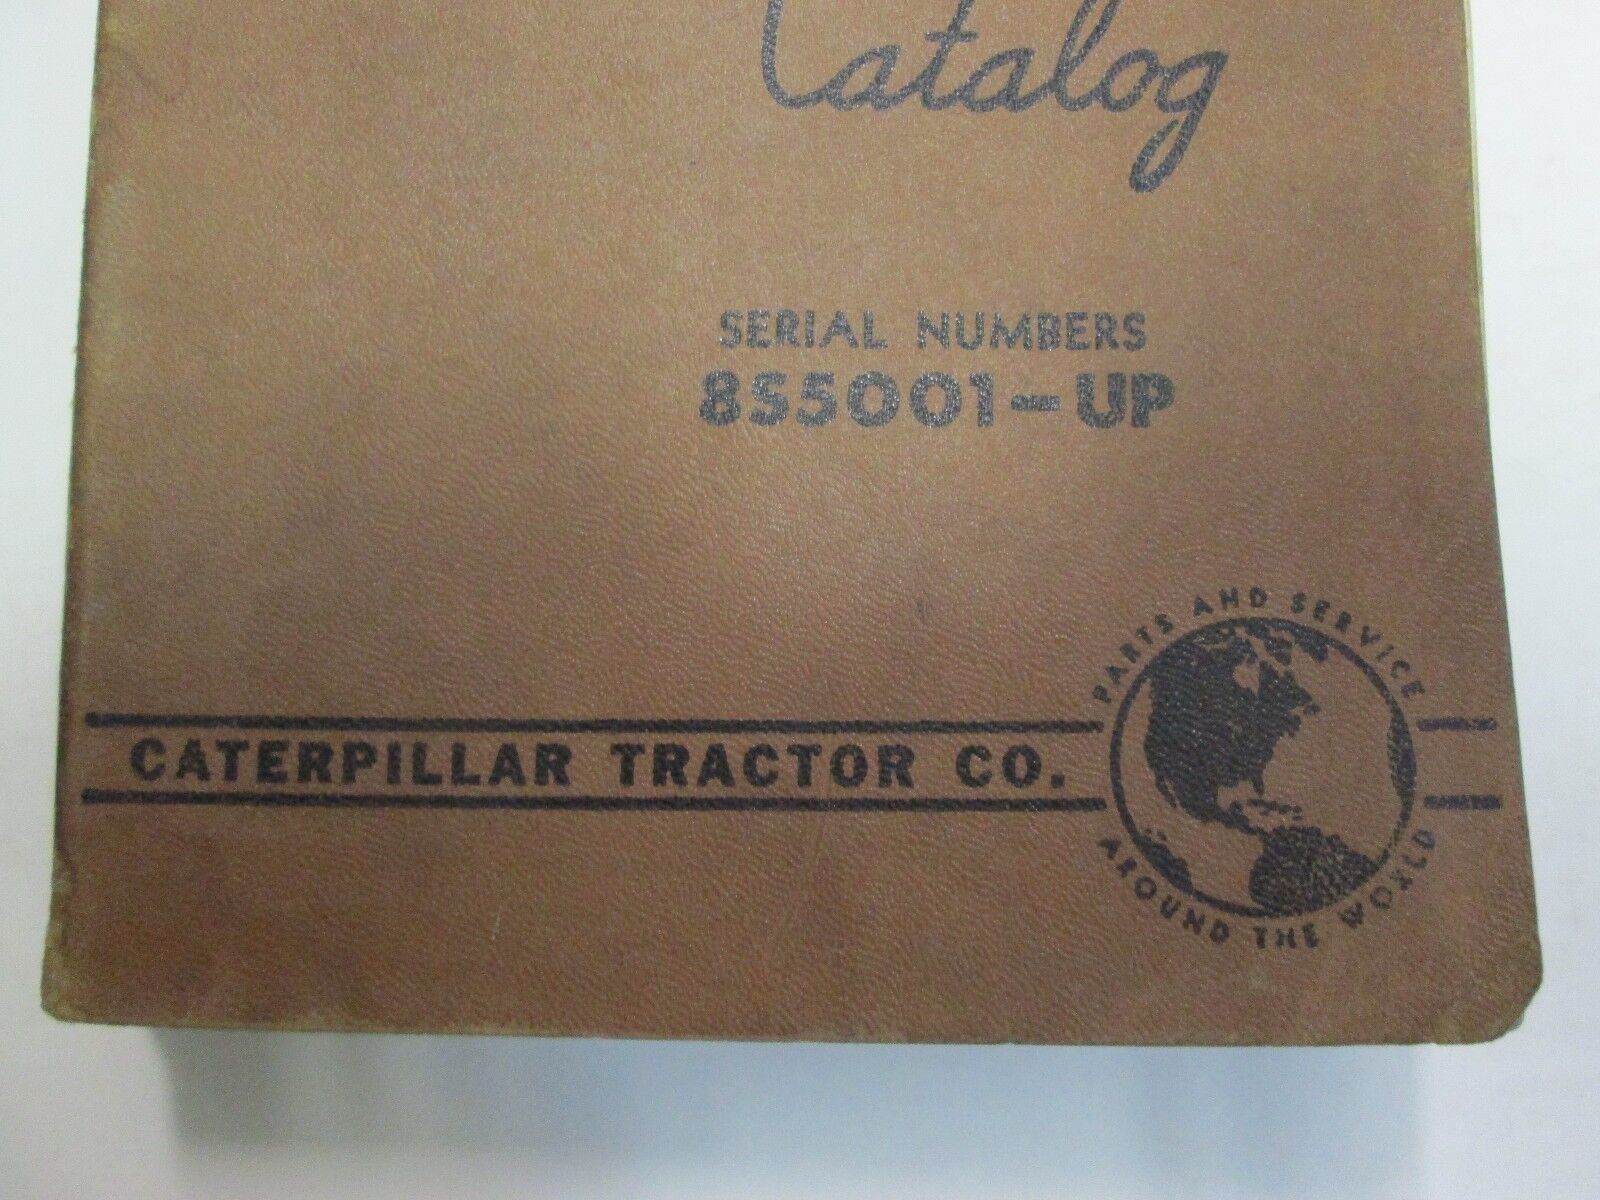 Catalog
SERIAL NUMBERS
8S5001-UP
CATERPILLAR TRACTOR CO.
PARTS AND SERVICE
AROUND THE WORLD